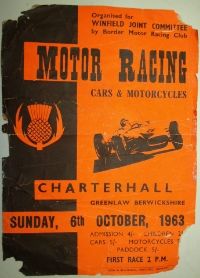 Organised for
WINFIELD JOINT COMMITTEE
by Border Motor Racing Club
MOTOR RACING
CARS & MOTORCYCLES
CHARTERHALL
GREENLAW BERWICKSHIRE
SUNDAY, 6th OCTOBER, 1963
ADMISSION 4/- CHILDREN
CARS 5/- MOTORCYCLES
PADDOCK 5/-
FIRST RACE 2 P.M.